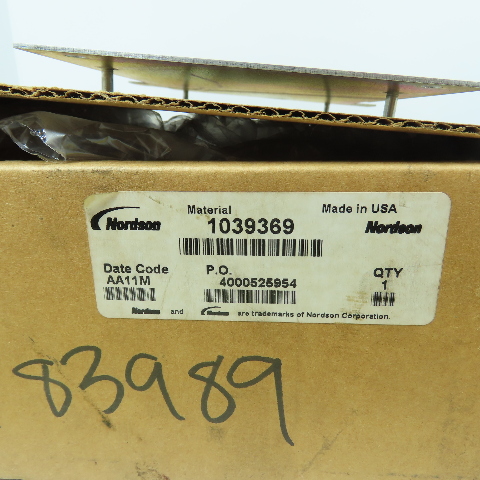 Nordson Material 1039369 Made in USA Nordson
Date Code AA11M P.O. 4000525954 QTY 1
Nordson and Nordson are trademarks of Nordson Corporation.
83989